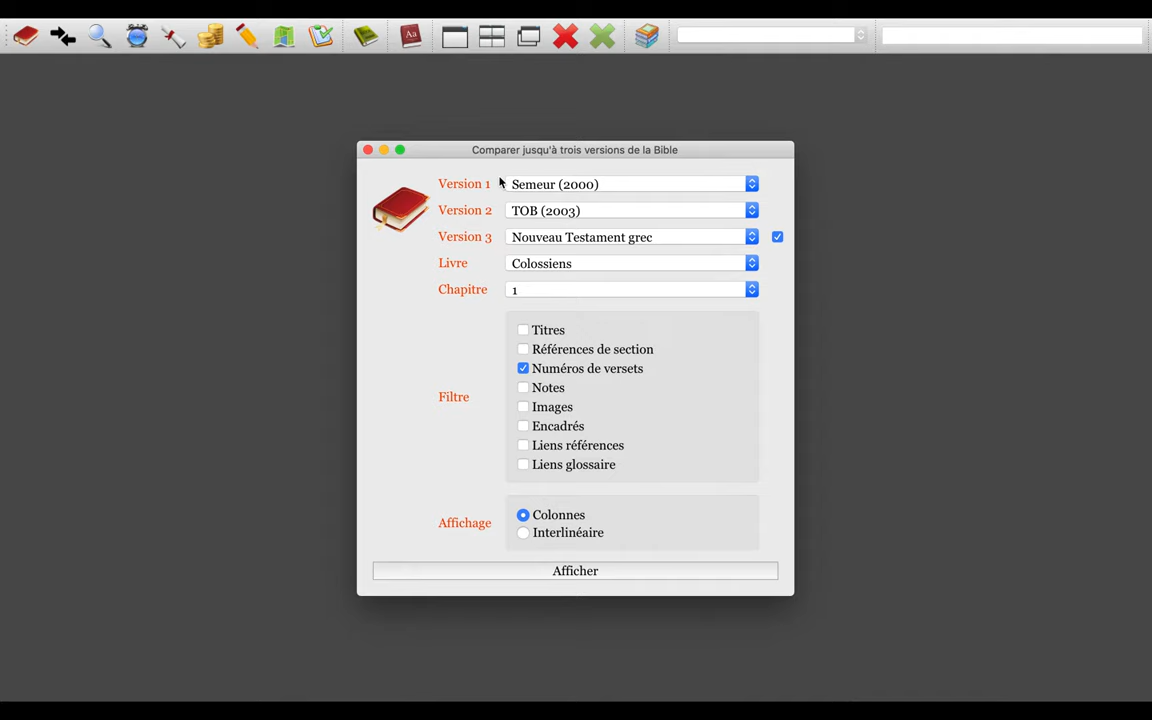 Aa
Comparer jusqu'à trois versions de la Bible
Version 1 Semeur (2000)
Version 2 TOB (2003)
Version 3 Nouveau Testament grec
Livre Colossiens
Chapitre 1
Titres
Références de section
Numéros de versets
Notes
Filtre
Images
Encadrés
Liens références
Liens glossaire
Colonnes
Affichage
Interlinéaire
Afficher